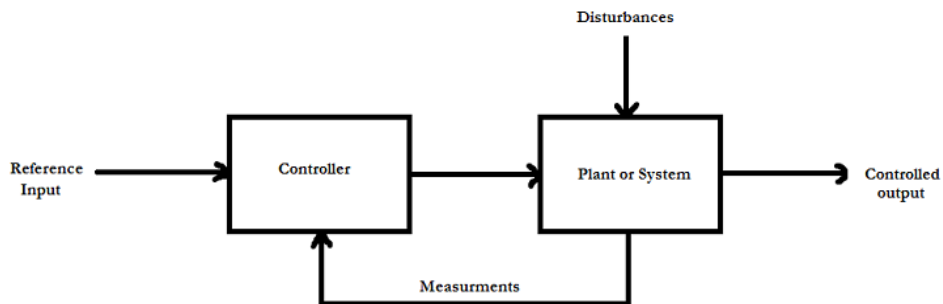 Disturbances
Reference
Input
Controller
Plant or System
Controlled
output
Measurments